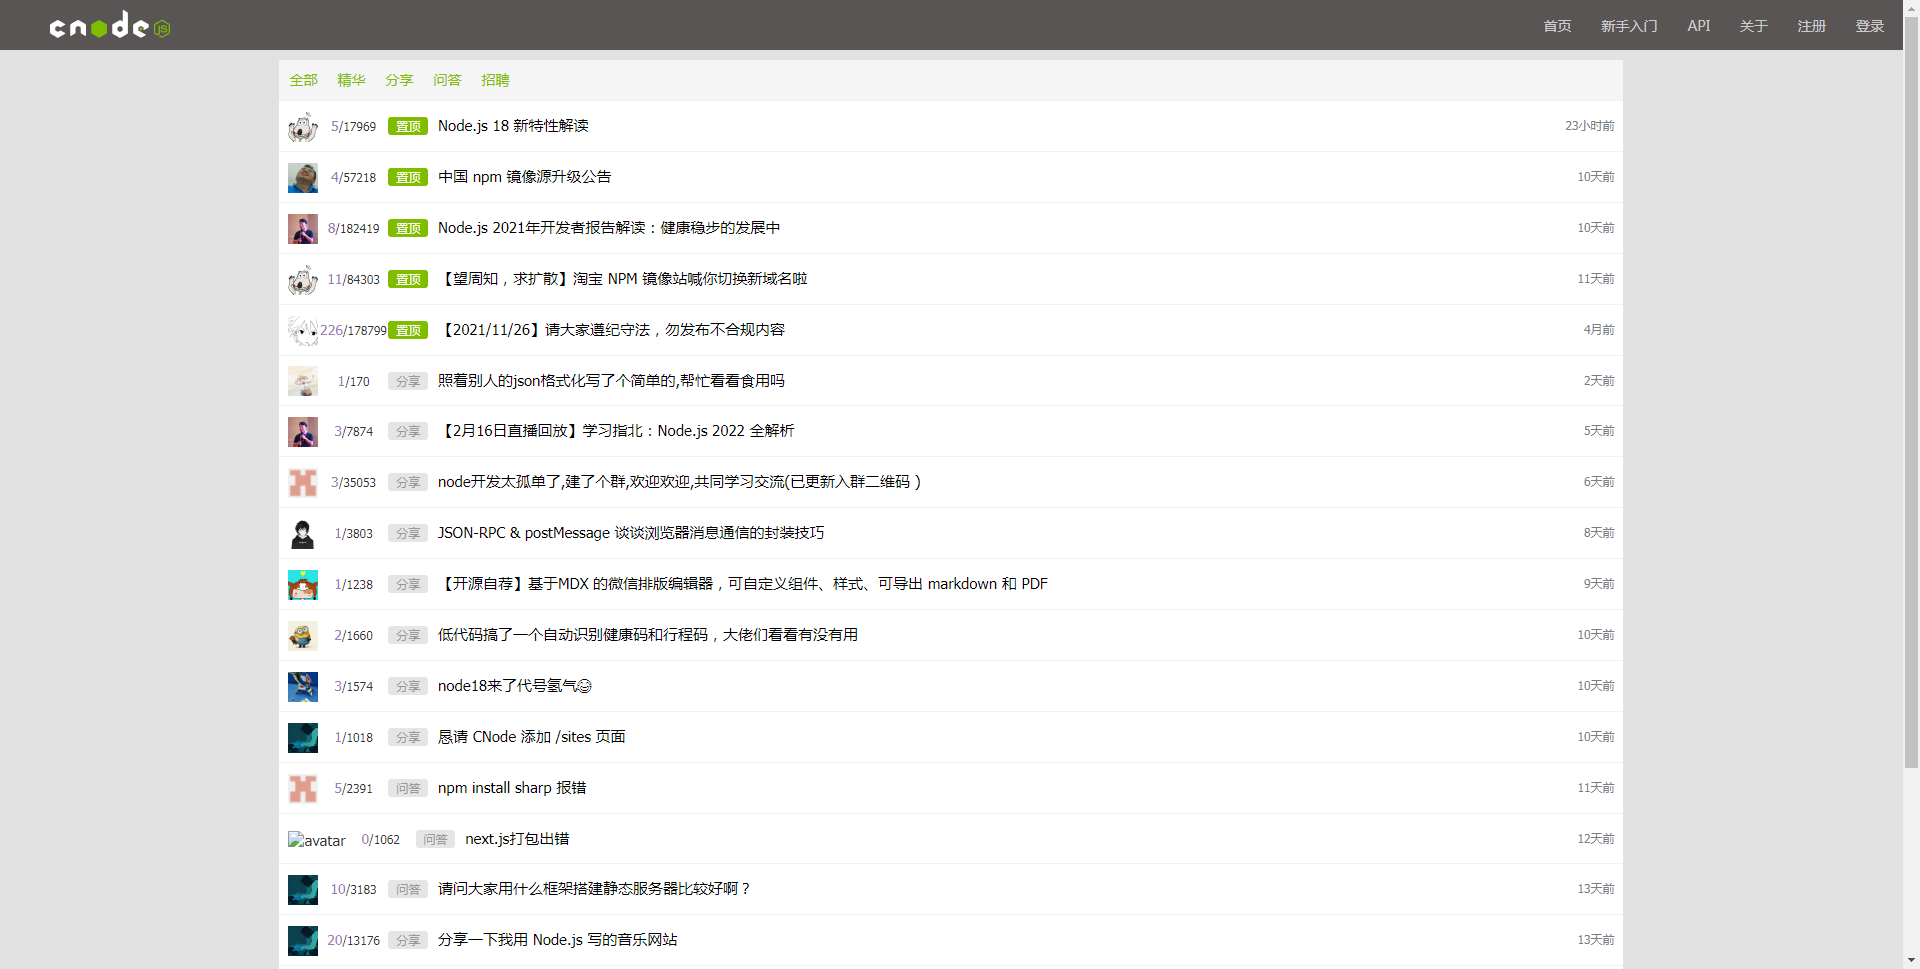 cnode JS 首页 新手入门 API 关于 注册 登录
全部 精华 分享 问答 招聘
5/17969 置顶 Node.js 18 新特性解读 23小时前
4/57218 置顶 中国 npm 镜像源升级公告 10天前
8/182419 置顶 Node.js 2021年开发者报告解读：健康稳步的发展中 10天前
11/84303 置顶 【望周知，求扩散】淘宝 NPM 镜像站喊你切换新域名啦 11天前
226/178799 置顶 【2021/11/26】请大家遵纪守法，勿发布不合规内容 4月前
1/170 分享 照着别人的json格式化写了个简单的,帮忙看看食用吗 2天前
3/7874 分享 【2月16日直播回放】学习指北：Node.js 2022 全解析 5天前
3/35053 分享 node开发太孤单了,建了个群,欢迎欢迎,共同学习交流(已更新入群二维码 ) 6天前
1/3803 分享 JSON-RPC & postMessage 谈谈浏览器消息通信的封装技巧 8天前
1/1238 分享 【开源自荐】基于MDX 的微信排版编辑器，可自定义组件、样式、可导出 markdown 和 PDF 9天前
2/1660 分享 低代码搞了一个自动识别健康码和行程码，大佬们看看有没有用 10天前
3/1574 分享 node18来了代号氢气😂 10天前
1/1018 分享 恳请 CNode 添加 /sites 页面 10天前
5/2391 问答 npm install sharp 报错 11天前
avatar 0/1062 问答 next.js打包出错 12天前
10/3183 问答 请问大家用什么框架搭建静态服务器比较好啊？ 13天前
20/13176 分享 分享一下我用 Node.js 写的音乐网站 13天前